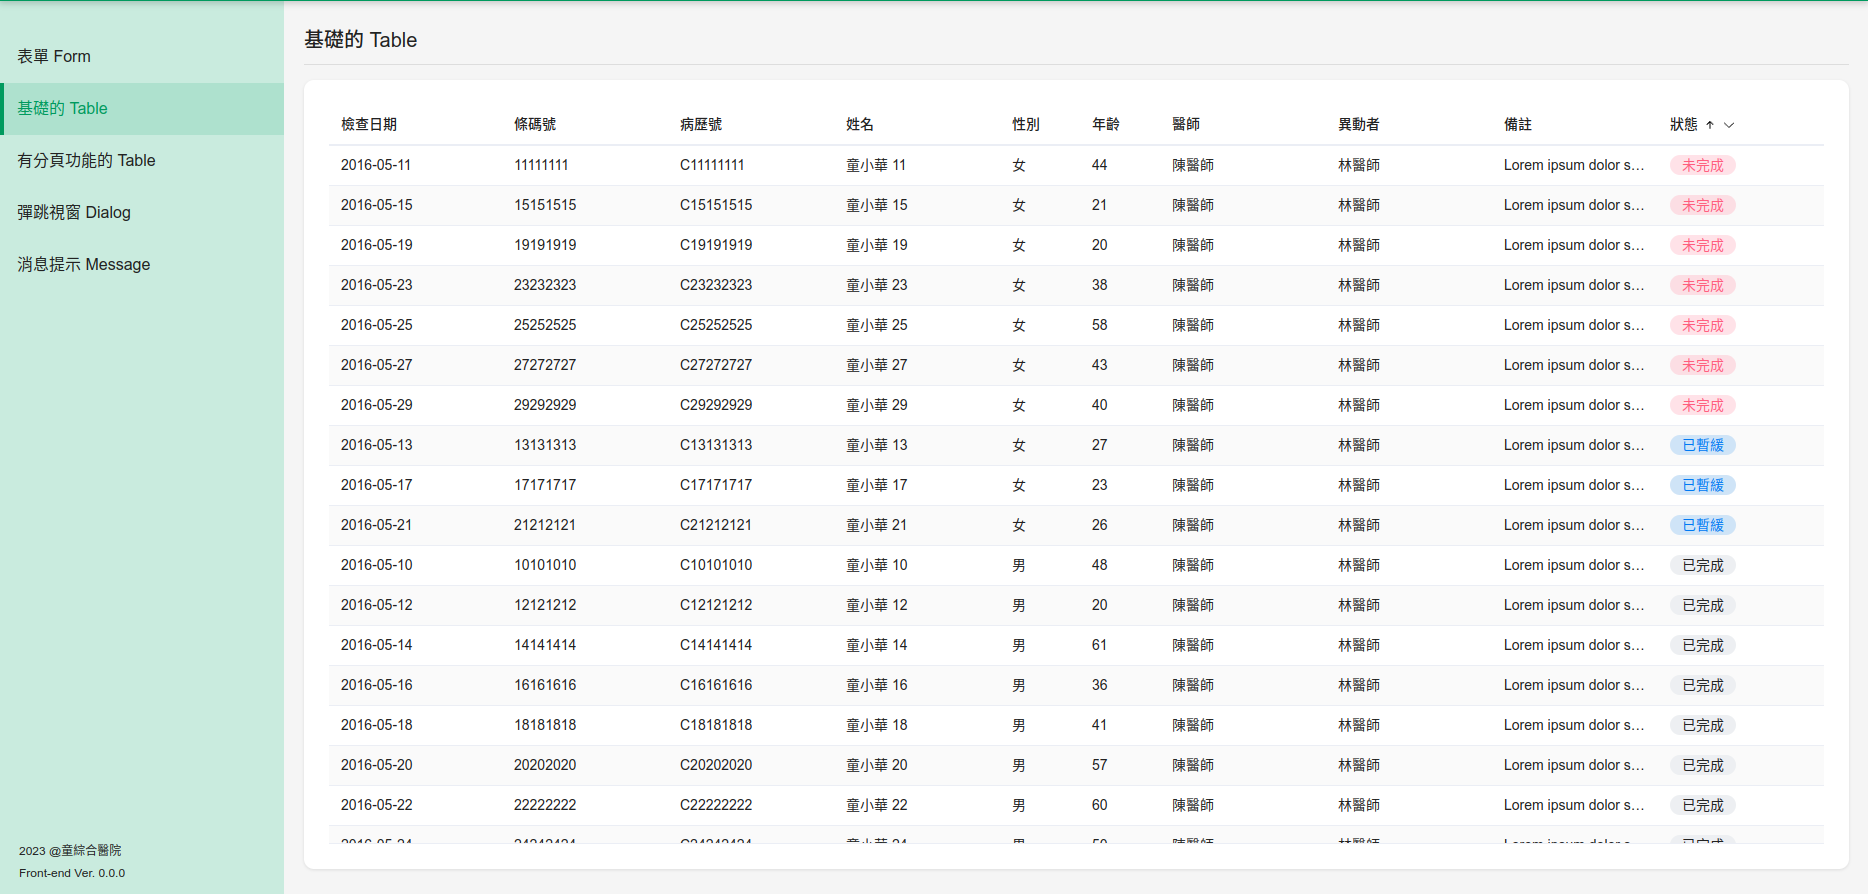 表單 Form
基礎的 Table
有分頁功能的 Table
彈跳視窗 Dialog
消息提示 Message
2023 @童綜合醫院
Front-end Ver. 0.0.0
基礎的 Table
檢查日期 條碼號 病歷號 姓名 性別 年齡 醫師 異動者 備註 狀態
2016-05-11 11111111 C11111111 童小華 11 女 44 陳醫師 林醫師 Lorem ipsum dolor s... 未完成
2016-05-15 15151515 C15151515 童小華 15 女 21 陳醫師 林醫師 Lorem ipsum dolor s... 未完成
2016-05-19 19191919 C19191919 童小華 19 女 20 陳醫師 林醫師 Lorem ipsum dolor s... 未完成
2016-05-23 23232323 C23232323 童小華 23 女 38 陳醫師 林醫師 Lorem ipsum dolor s... 未完成
2016-05-25 25252525 C25252525 童小華 25 女 58 陳醫師 林醫師 Lorem ipsum dolor s... 未完成
2016-05-27 27272727 C27272727 童小華 27 女 43 陳醫師 林醫師 Lorem ipsum dolor s... 未完成
2016-05-29 29292929 C29292929 童小華 29 女 40 陳醫師 林醫師 Lorem ipsum dolor s... 未完成
2016-05-13 13131313 C13131313 童小華 13 女 27 陳醫師 林醫師 Lorem ipsum dolor s... 已暫緩
2016-05-17 17171717 C17171717 童小華 17 女 23 陳醫師 林醫師 Lorem ipsum dolor s... 已暫緩
2016-05-21 21212121 C21212121 童小華 21 女 26 陳醫師 林醫師 Lorem ipsum dolor s... 已暫緩
2016-05-10 10101010 C10101010 童小華 10 男 48 陳醫師 林醫師 Lorem ipsum dolor s... 已完成
2016-05-12 12121212 C12121212 童小華 12 男 20 陳醫師 林醫師 Lorem ipsum dolor s... 已完成
2016-05-14 14141414 C14141414 童小華 14 男 61 陳醫師 林醫師 Lorem ipsum dolor s... 已完成
2016-05-16 16161616 C16161616 童小華 16 男 36 陳醫師 林醫師 Lorem ipsum dolor s... 已完成
2016-05-18 18181818 C18181818 童小華 18 男 41 陳醫師 林醫師 Lorem ipsum dolor s... 已完成
2016-05-20 20202020 C20202020 童小華 20 男 57 陳醫師 林醫師 Lorem ipsum dolor s... 已完成
2016-05-22 22222222 C22222222 童小華 22 男 60 陳醫師 林醫師 Lorem ipsum dolor s... 已完成